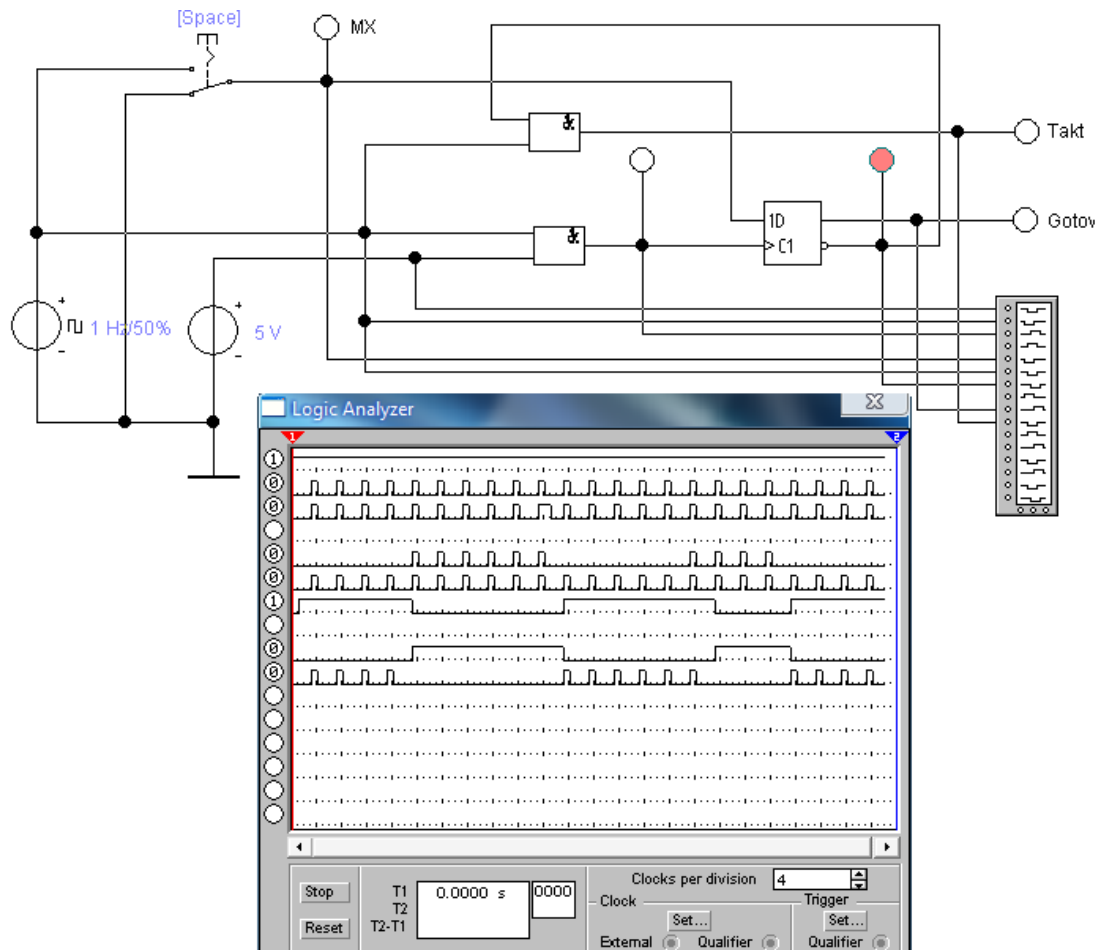 [Space]
MX
&
Takt
1D
C1
Gotov
&
1 Hz/50%
+
-
5 V
+
-
Logic Analyzer
1
2
1
0
0
0
0
1
0
0
Stop
Reset
T1
T2
T2-T1
0.0000 s
0000
Clocks per division 4
Clock
Trigger
Set...
Set...
External
Qualifier
Qualifier